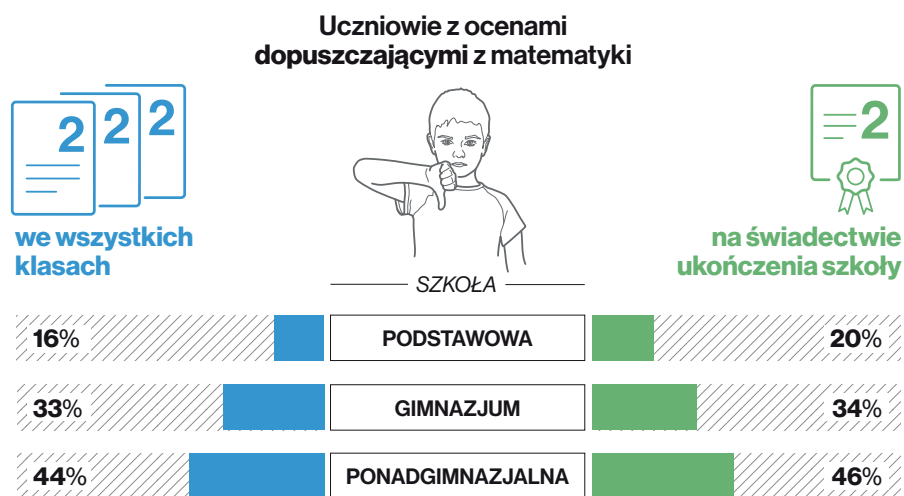 Uczniowie z ocenami
dopuszczającymi z matematyki
2 2 2
2
we wszystkich
klasach
na świadectwie
ukończenia szkoły
SZKOŁA
16% PODSTAWOWA 20%
33% GIMNAZJUM 34%
44% PONADGIMNAZJALNA 46%